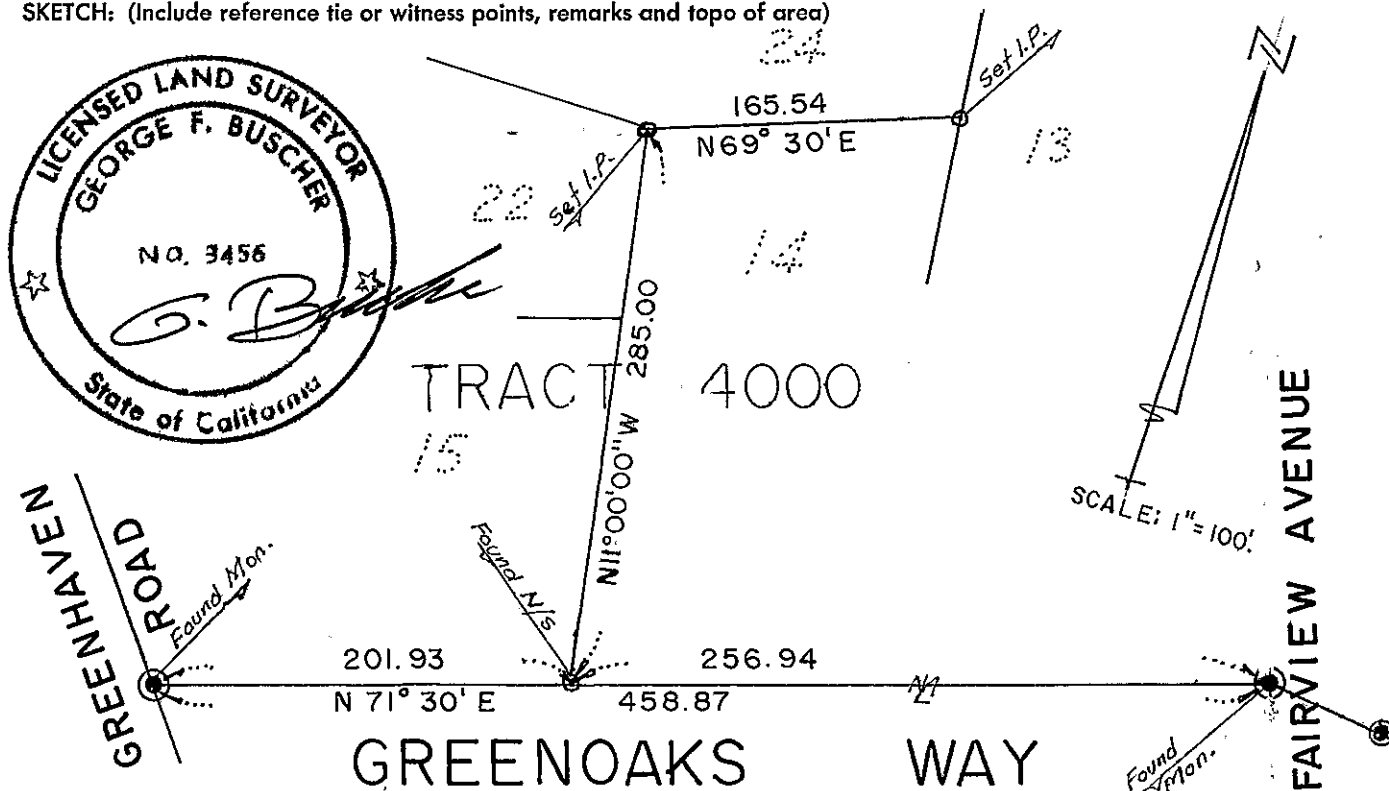 SKETCH: (Include reference tie or witness points, remarks and topo of area)
LICENSED LAND SURVEYOR
GEORGE F. BUSCHER
NO. 3456
G. Buscher
State of California
24
165.54
N69° 30' E
Set I.P.
13
Set I.P.
22
14
285.00
N11°00'00"W
TRACT 4000
15
SCALE: 1"=100'.
GREENHAVEN
ROAD
Found Mon.
Found N/s
201.93
256.94
N 71° 30' E
458.87
GREENOAKS WAY
Found
Mon.
FAIRVIEW AVENUE